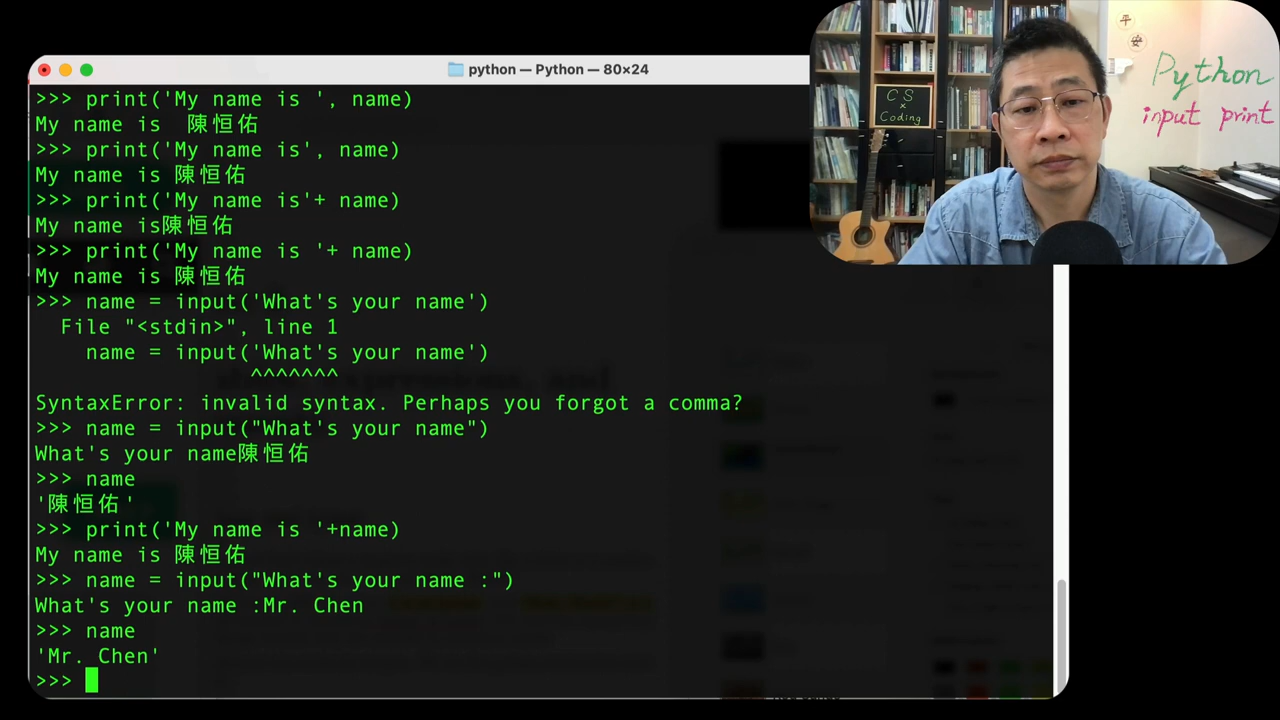 python — Python — 80×24
>>> print('My name is ', name)
My name is  陳恒佑
>>> print('My name is', name)
My name is 陳恒佑
>>> print('My name is'+ name)
My name is陳恒佑
>>> print('My name is '+ name)
My name is 陳恒佑
>>> name = input('What's your name')
  File "<stdin>", line 1
    name = input('What's your name')
                 ^^^^^^^
SyntaxError: invalid syntax. Perhaps you forgot a comma?
>>> name = input("What's your name")
What's your name陳恒佑
>>> name
'陳恒佑'
>>> print('My name is '+name)
My name is 陳恒佑
>>> name = input("What's your name :")
What's your name :Mr. Chen
>>> name
'Mr. Chen'
>>>
平
安
CS
×
Coding
Python
input print